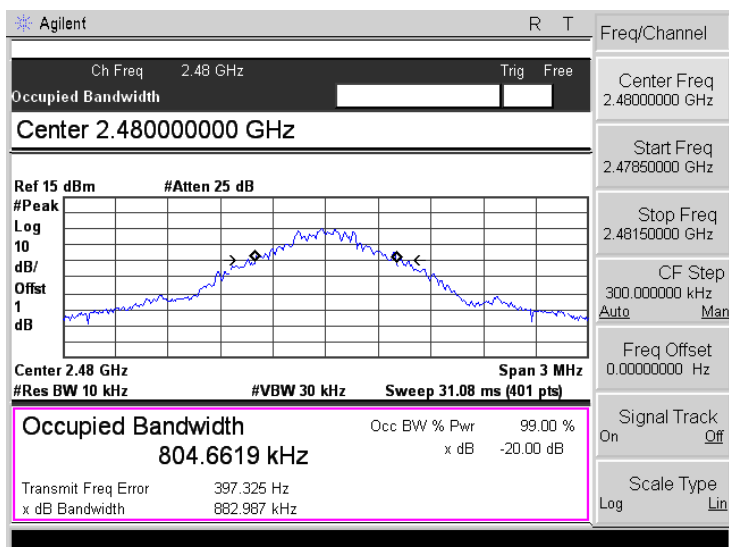 Agilent R T
Freq/Channel
Ch Freq 2.48 GHz Trig Free
Occupied Bandwidth
Center 2.480000000 GHz
Ref 15 dBm #Atten 25 dB
#Peak
Log
10
dB/
Offst
1
dB
Center 2.48 GHz Span 3 MHz
#Res BW 10 kHz #VBW 30 kHz Sweep 31.08 ms (401 pts)
Occupied Bandwidth
804.6619 kHz
Occ BW % Pwr 99.00 %
x dB -20.00 dB
Transmit Freq Error 397.325 Hz
x dB Bandwidth 882.987 kHz
Center Freq
2.48000000 GHz
Start Freq
2.47850000 GHz
Stop Freq
2.48150000 GHz
CF Step
300.000000 kHz
Auto Man
Freq Offset
0.00000000 Hz
Signal Track
On Off
Scale Type
Log Lin